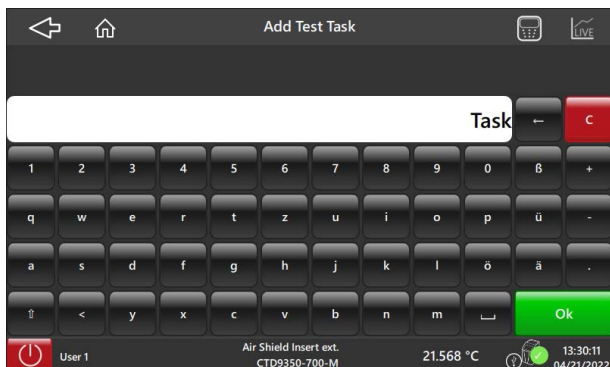 Add Test Task
LIVE
Task
← C
1 2 3 4 5 6 7 8 9 0 ß +
q w e r t z u i o p ü -
a s d f g h j k l ö ä .
⇧ < y x c v b n m ⎵ Ok
User 1
Air Shield Insert ext.
CTD9350-700-M
21.568 °C
13:30:11
04/21/2022